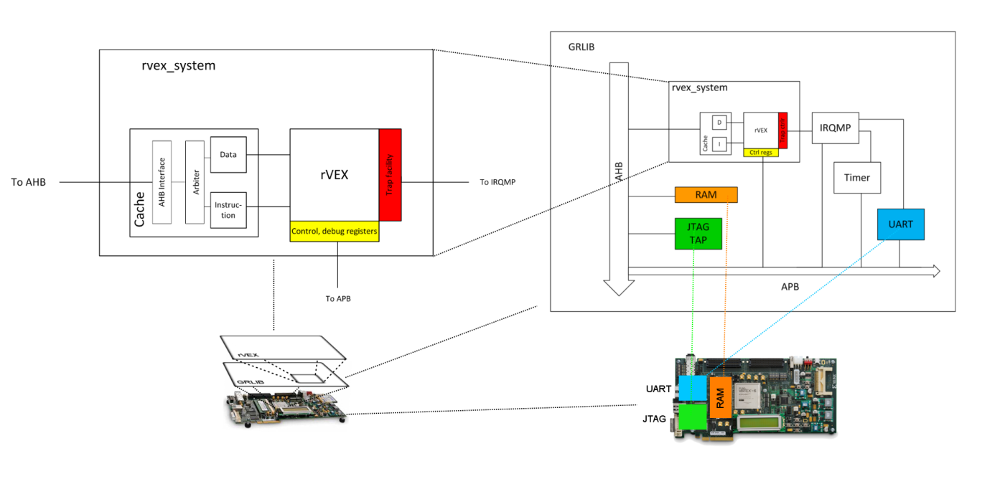 rvex_system
To AHB
Cache
AHB Interface
Arbiter
Data
Instruc-
tion
rVEX
Trap facility
Control, debug registers
To IRQMP
To APB
GRLIB
AHB
rvex_system
Cache
D
I
rVEX
Ctrl regs
IRQMP
Timer
RAM
JTAG
TAP
UART
APB
rVEX
GRLIB
UART
JTAG
RAM
VIRTEX-6